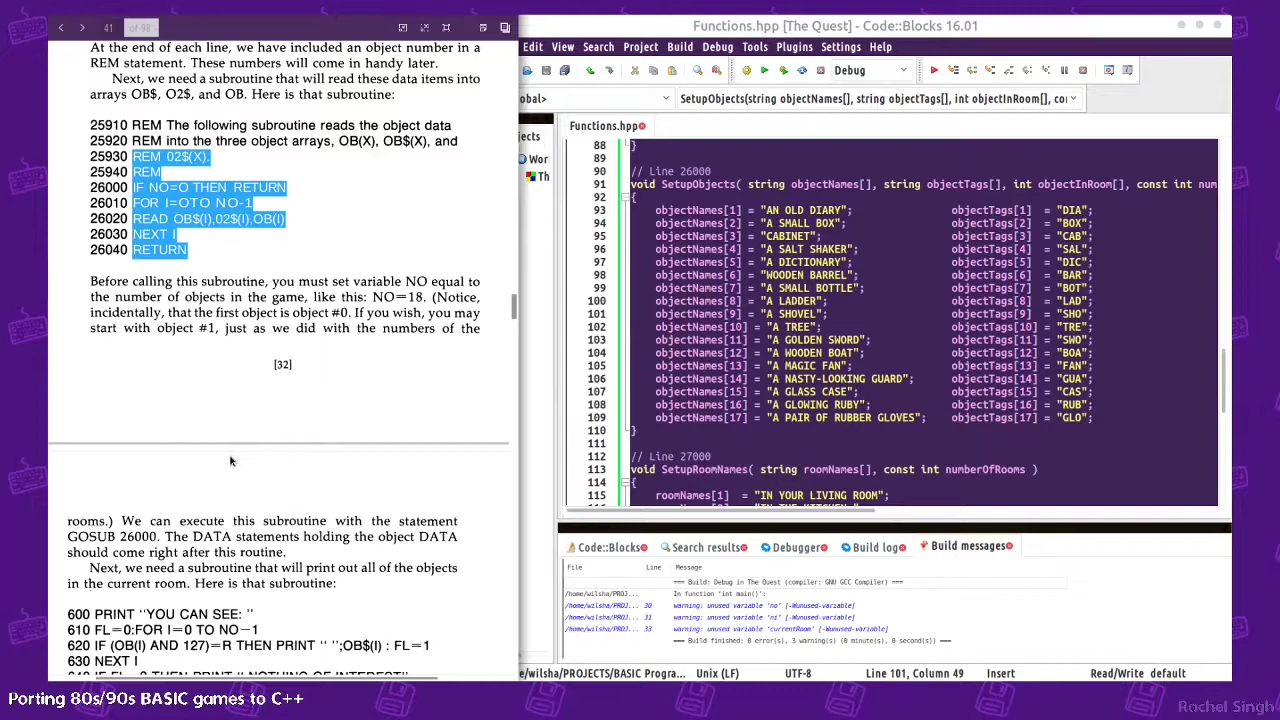 41 of 98
At the end of each line, we have included an object number in a
REM statement. These numbers will come in handy later.
Next, we need a subroutine that will read these data items into
arrays OB$, O2$, and OB. Here is that subroutine:
25910 REM The following subroutine reads the object data
25920 REM into the three object arrays, OB(X), OB$(X), and
25930 REM 02$(X).
25940 REM
26000 IF NO=O THEN RETURN
26010 FOR I=OTO NO-1
26020 READ OB$(I),02$(I),OB(I)
26030 NEXT I
26040 RETURN
Before calling this subroutine, you must set variable NO equal to
the number of objects in the game, like this: NO=18. (Notice,
incidentally, that the first object is object #0. If you wish, you may
start with object #1, just as we did with the numbers of the
[32]
rooms.) We can execute this subroutine with the statement
GOSUB 26000. The DATA statements holding the object DATA
should come right after this routine.
Next, we need a subroutine that will print out all of the objects
in the current room. Here is that subroutine:
600 PRINT "YOU CAN SEE: "
610 FL=0:FOR I=0 TO NO-1
620 IF (OB(I) AND 127)=R THEN PRINT " ";OB$(I) : FL=1
630 NEXT I
Functions.hpp [The Quest] - Code::Blocks 16.01
Edit View Search Project Build Debug Tools Plugins Settings Help
Debug
obal>
SetupObjects(string objectNames[], string objectTags[], int objectInRoom[], co
Functions.hpp
jects
Wor
Th
88 }
89
90 // Line 26000
91 void SetupObjects( string objectNames[], string objectTags[], int objectInRoom[], const int num
92 {
93 objectNames[1] = "AN OLD DIARY"; objectTags[1] = "DIA";
94 objectNames[2] = "A SMALL BOX"; objectTags[2] = "BOX";
95 objectNames[3] = "CABINET"; objectTags[3] = "CAB";
96 objectNames[4] = "A SALT SHAKER"; objectTags[4] = "SAL";
97 objectNames[5] = "A DICTIONARY"; objectTags[5] = "DIC";
98 objectNames[6] = "WOODEN BARREL"; objectTags[6] = "BAR";
99 objectNames[7] = "A SMALL BOTTLE"; objectTags[7] = "BOT";
100 objectNames[8] = "A LADDER"; objectTags[8] = "LAD";
101 objectNames[9] = "A SHOVEL"; objectTags[9] = "SHO";
102 objectNames[10] = "A TREE"; objectTags[10] = "TRE";
103 objectNames[11] = "A GOLDEN SWORD"; objectTags[11] = "SWO";
104 objectNames[12] = "A WOODEN BOAT"; objectTags[12] = "BOA";
105 objectNames[13] = "A MAGIC FAN"; objectTags[13] = "FAN";
106 objectNames[14] = "A NASTY-LOOKING GUARD"; objectTags[14] = "GUA";
107 objectNames[15] = "A GLASS CASE"; objectTags[15] = "CAS";
108 objectNames[16] = "A GLOWING RUBY"; objectTags[16] = "RUB";
109 objectNames[17] = "A PAIR OF RUBBER GLOVES"; objectTags[17] = "GLO";
110 }
111
112 // Line 27000
113 void SetupRoomNames( string roomNames[], const int numberOfRooms )
114 {
115 roomNames[1] = "IN YOUR LIVING ROOM";
Code::Blocks Search results Debugger Build log Build messages
File Line Message
=== Build: Debug in The Quest (compiler: GNU GCC Compiler) ===
/home/wilsha/PROJ... In function 'int main()':
/home/wilsha/PROJ... 30 warning: unused variable 'no' [-Wunused-variable]
/home/wilsha/PROJ... 31 warning: unused variable 'ni' [-Wunused-variable]
/home/wilsha/PROJ... 33 warning: unused variable 'currentRoom' [-Wunused-variable]
=== Build finished: 0 error(s), 3 warning(s) (0 minute(s), 0 second(s)) ===
e/wilsha/PROJECTS/BASIC Progra... Unix (LF) UTF-8 Line 101, Column 49 Insert Read/Write default
Porting 80s/90s BASIC games to C++
Rachel Singh